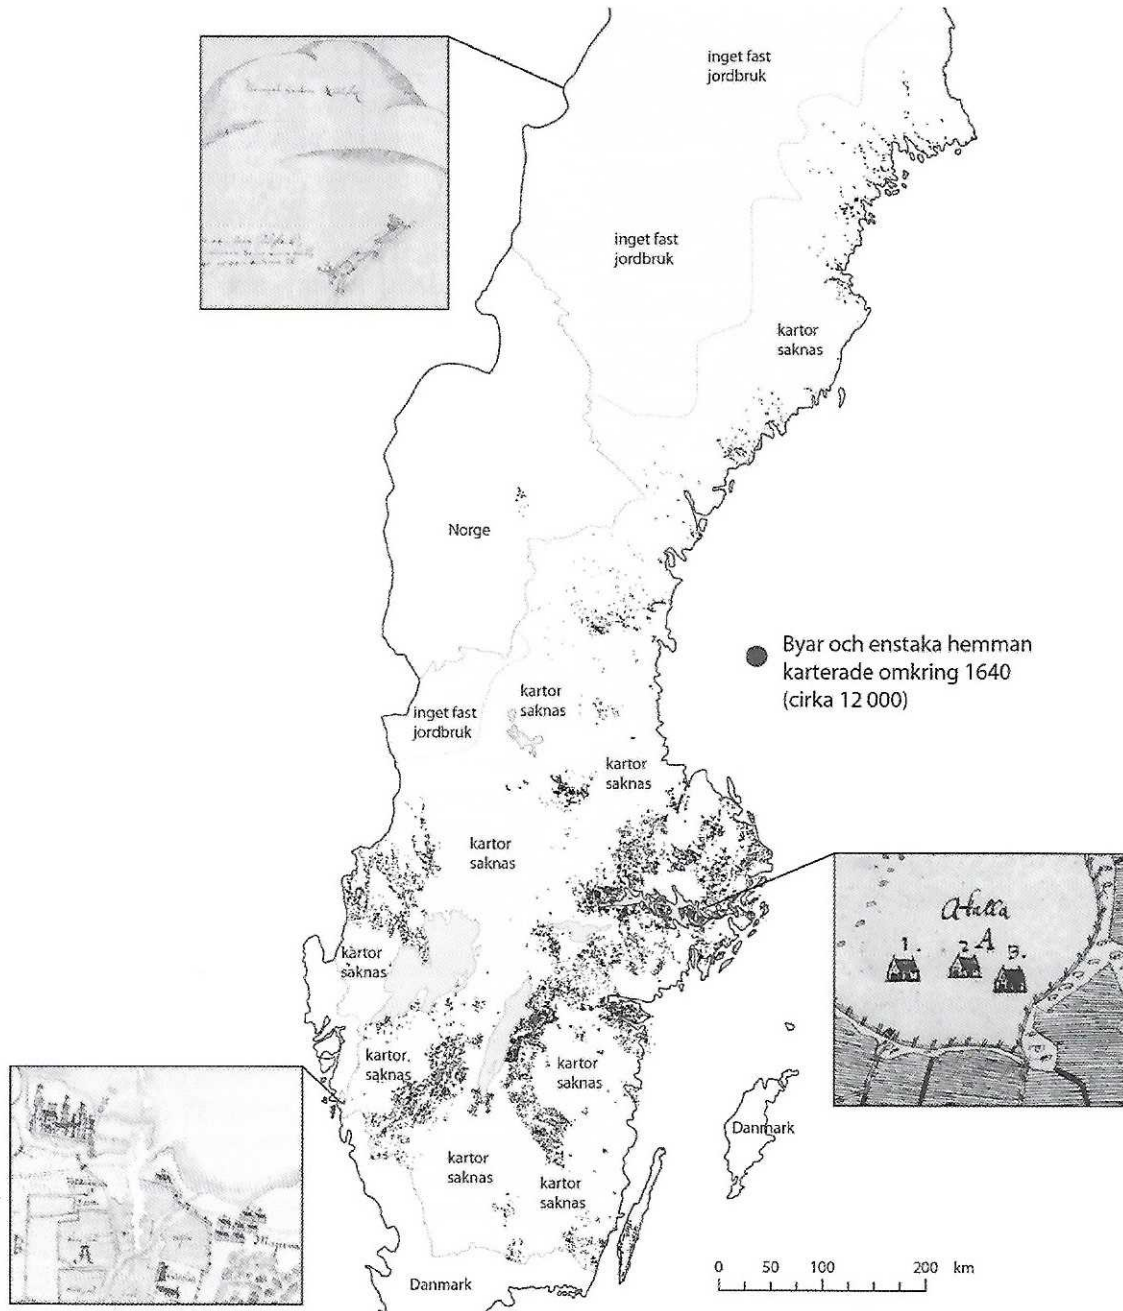 inget fast
jordbruk
inget fast
jordbruk
kartor
saknas
Norge
Byar och enstaka hemman
karterade omkring 1640
(cirka 12 000)
kartor
saknas
inget fast
jordbruk
kartor
saknas
kartor
saknas
kartor
saknas
1.
2.
A
3.
kartor
saknas
kartor
saknas
Danmark
kartor
saknas
kartor
saknas
Danmark
0 50 100 200 km